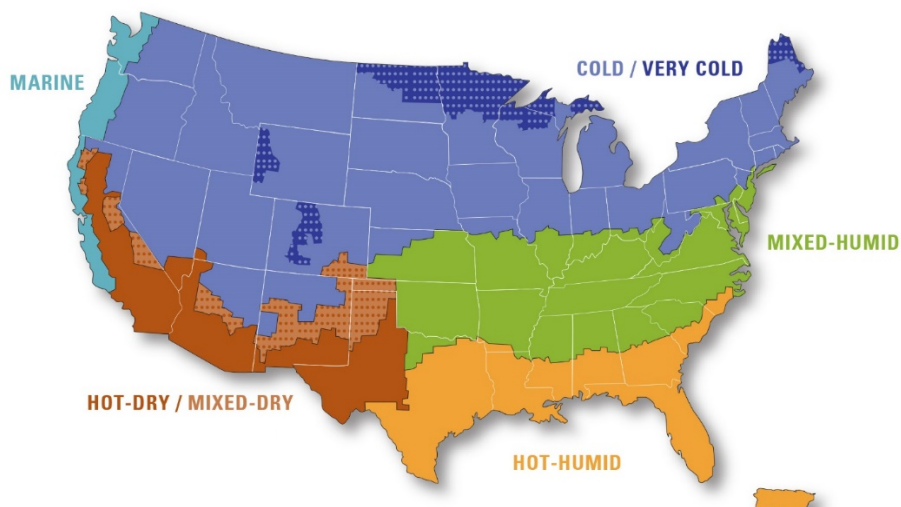 COLD / VERY COLD
MARINE
MIXED-HUMID
HOT-DRY / MIXED-DRY
HOT-HUMID